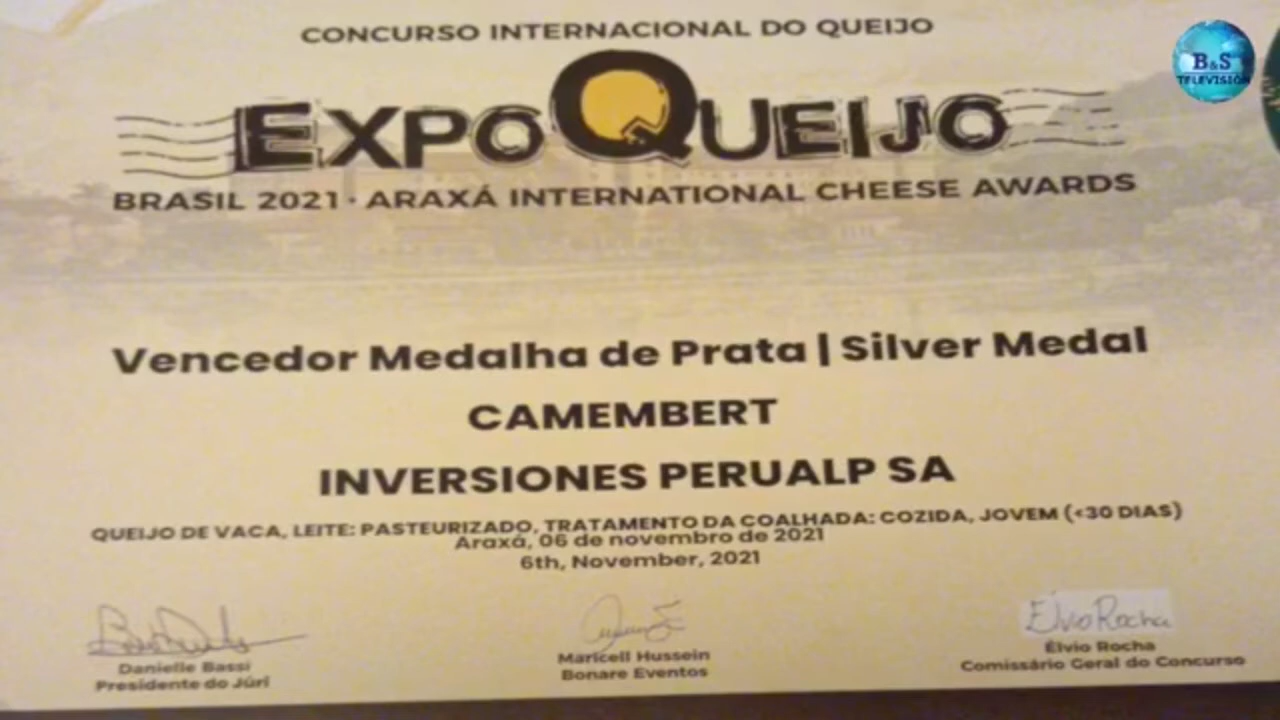 CONCURSO INTERNACIONAL DO QUEIJO
EXPOQUEIJO
BRASIL 2021 · ARAXÁ INTERNATIONAL CHEESE AWARDS
Vencedor Medalha de Prata | Silver Medal
CAMEMBERT
INVERSIONES PERUALP SA
QUEIJO DE VACA, LEITE: PASTEURIZADO, TRATAMENTO DA COALHADA: COZIDA, JOVEM (<30 DIAS)
Araxá, 06 de novembro de 2021
6th, November, 2021
Élvio Rocha
Danielle Bassi
Presidente do Júri
Maricell Hussein
Bonare Eventos
Élvio Rocha
Comissário Geral do Concurso
B&S
TELEVISIÓN